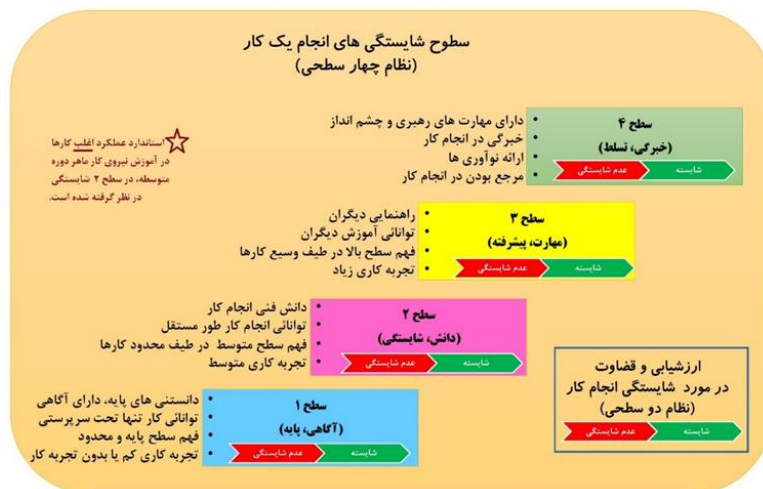 سطوح شایستگی های انجام یک کار
(نظام چهار سطحی)
سطح ۴
(خبرگی، تسلط)
عدم شایستگی
شایسته
دارای مهارت های رهبری و چشم انداز
خبرگی در انجام کار
ارائه نوآوری ها
مرجع بودن در انجام کار
استاندارد عملکرد اغلب کارها
در آموزش نیروی کار ماهر دوره
متوسطه، در سطح ۲ شایستگی
در نظر گرفته شده است.
سطح ۳
(مهارت، پیشرفته)
عدم شایستگی
شایسته
راهنمایی دیگران
توانائی آموزش دیگران
فهم سطح بالا در طیف وسیع کارها
تجربه کاری زیاد
سطح ۲
(دانش، شایستگی)
عدم شایستگی
شایسته
دانش فنی انجام کار
توانائی انجام کار طور مستقل
فهم سطح متوسط در طیف محدود کارها
تجربه کاری متوسط
سطح ۱
(آگاهی، پایه)
عدم شایستگی
شایسته
دانستنی های پایه، دارای آگاهی
توانائی کار تنها تحت سرپرستی
فهم سطح پایه و محدود
تجربه کاری کم یا بدون تجربه کار
ارزشیابی و قضاوت
در مورد شایستگی انجام کار
(نظام دو سطحی)
عدم شایستگی
شایسته